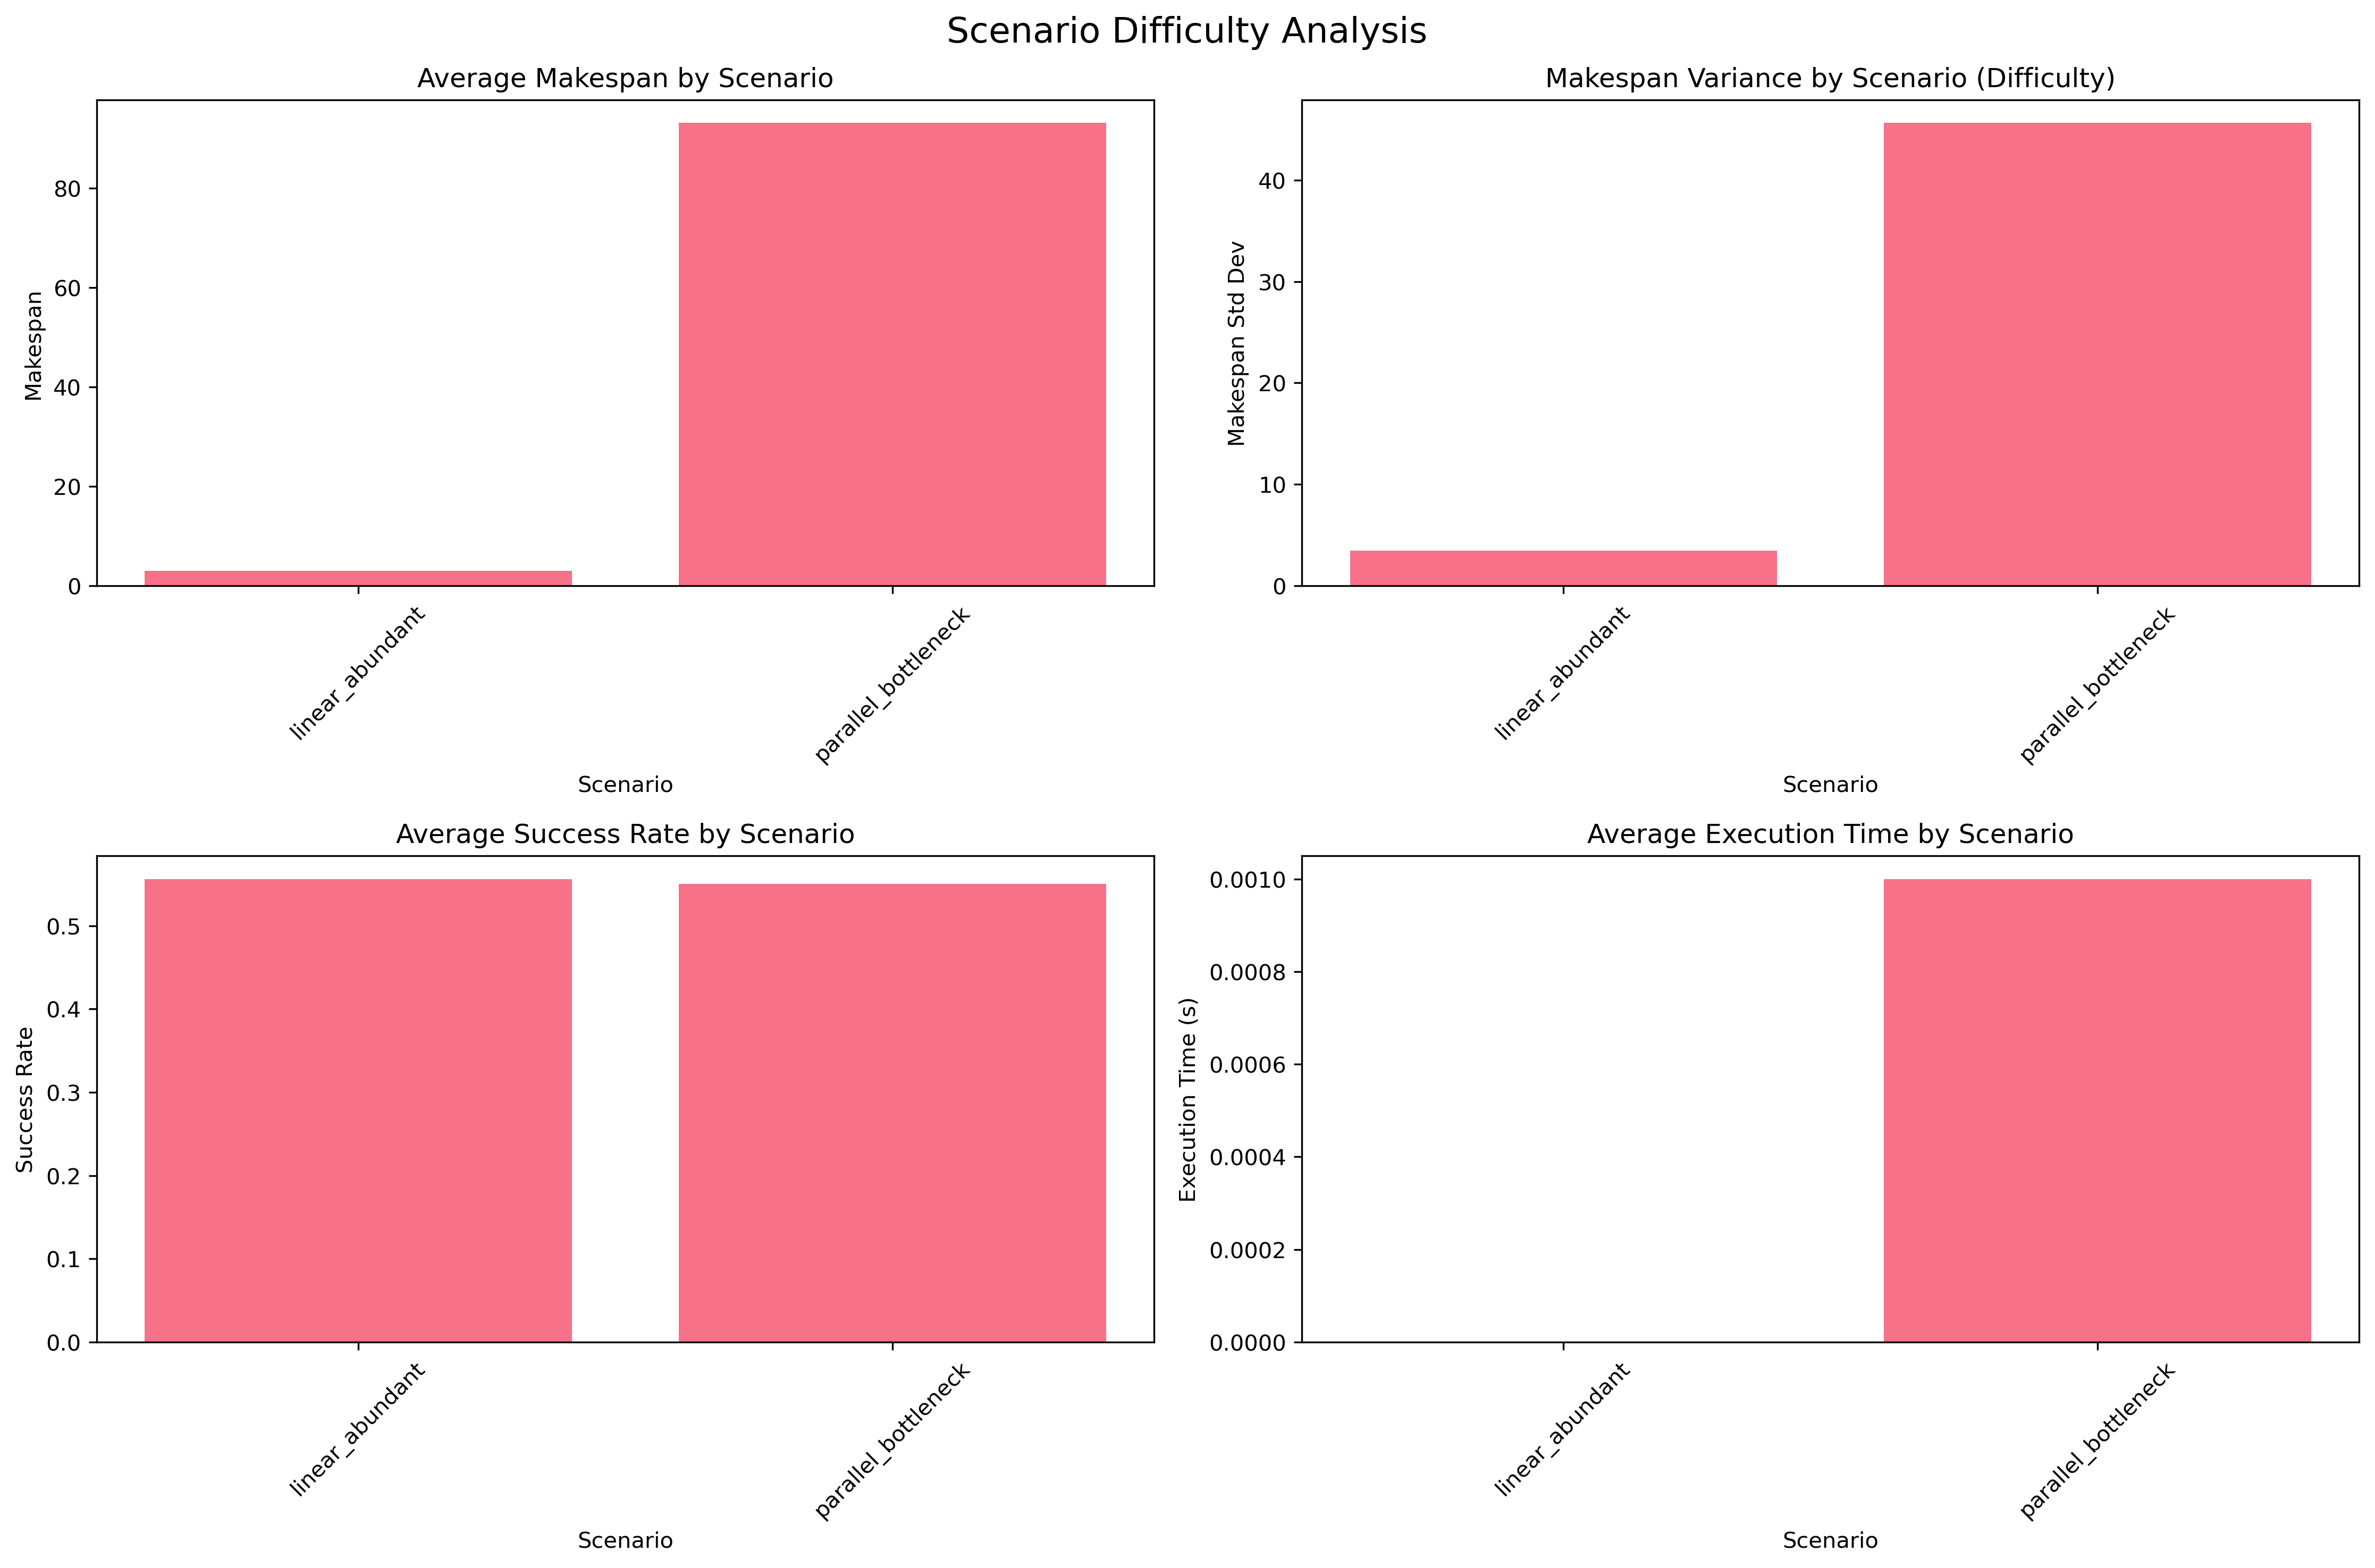 Scenario Difficulty Analysis
Average Makespan by Scenario
Makespan
80
60
40
20
0
linear_abundant
parallel_bottleneck
Scenario
Makespan Variance by Scenario (Difficulty)
Makespan Std Dev
40
30
20
10
0
linear_abundant
parallel_bottleneck
Scenario
Average Success Rate by Scenario
Success Rate
0.5
0.4
0.3
0.2
0.1
0.0
linear_abundant
parallel_bottleneck
Scenario
Average Execution Time by Scenario
Execution Time (s)
0.0010
0.0008
0.0006
0.0004
0.0002
0.0000
linear_abundant
parallel_bottleneck
Scenario